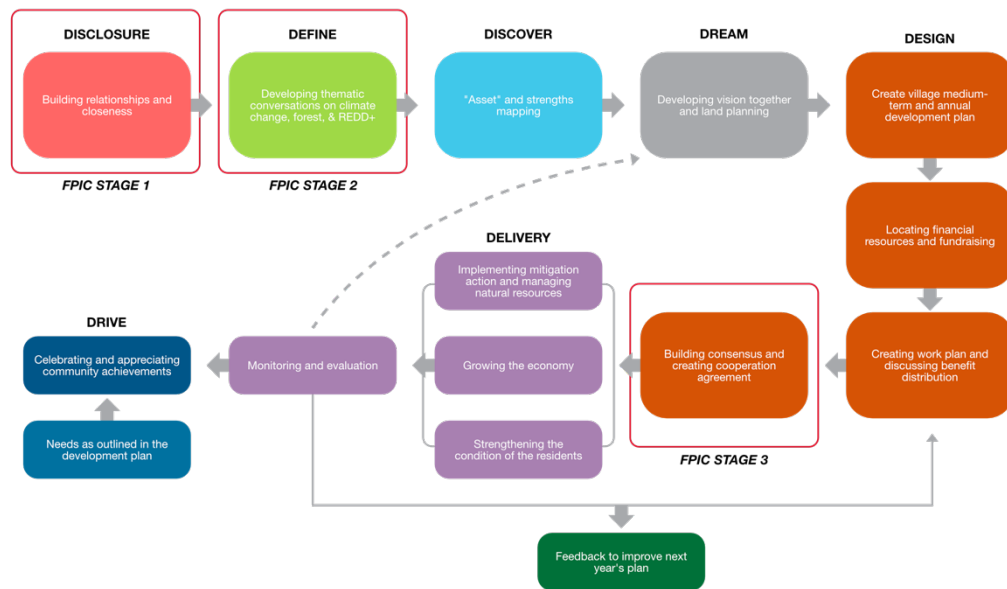 DISCLOSURE
Building relationships and
closeness
FPIC STAGE 1
DEFINE
Developing thematic
conversations on climate
change, forest, & REDD+
FPIC STAGE 2
DISCOVER
"Asset" and strengths
mapping
DREAM
Developing vision together
and land planning
DESIGN
Create village medium-
term and annual
development plan
Locating financial
resources and fundraising
Creating work plan and
discussing benefit
distribution
Building consensus and
creating cooperation
agreement
FPIC STAGE 3
DELIVERY
Implementing mitigation
action and managing
natural resources
Growing the economy
Strengthening the
condition of the residents
Monitoring and evaluation
DRIVE
Celebrating and appreciating
community achievements
Needs as outlined in the
development plan
Feedback to improve next
year's plan